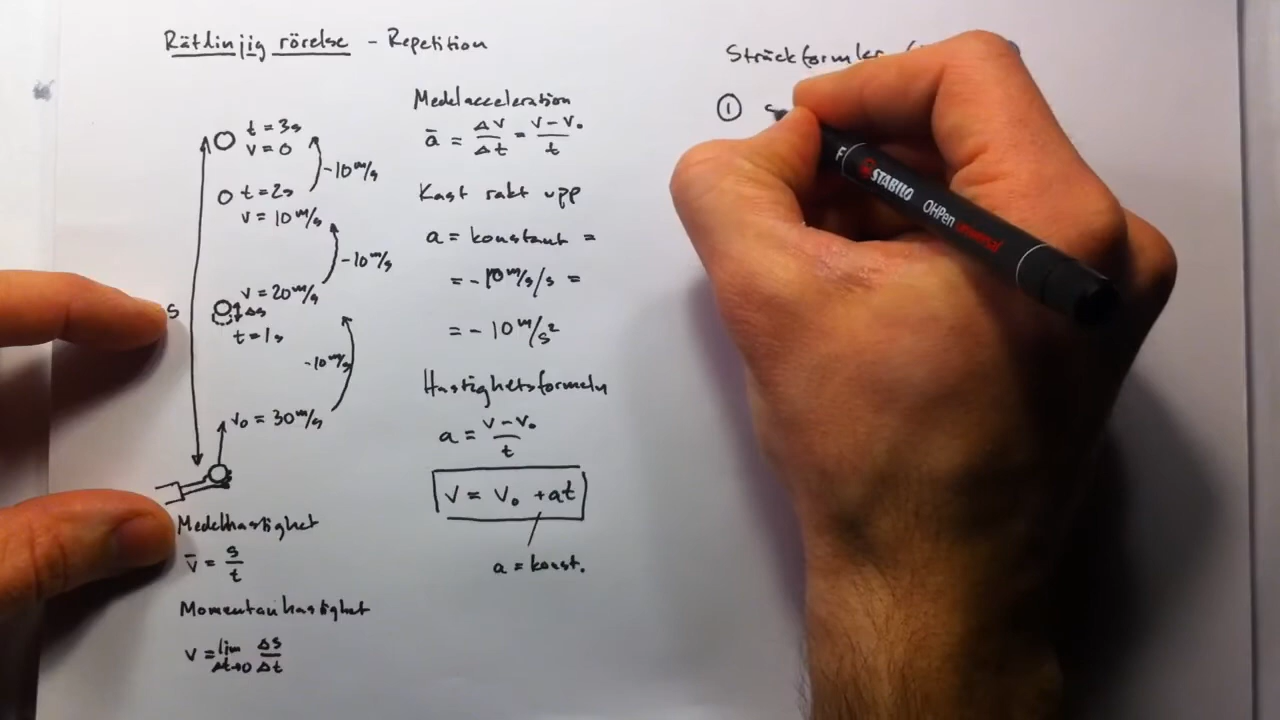 Rätlinjig rörelse - Repetition
t = 3s
v = 0
-10 m/s
t = 2s
v = 10 m/s
-10 m/s
v = 20 m/s
Δs
t = 1s
s
-10 m/s
v₀ = 30 m/s
Medelhastighet
v̄ = s/t
Momentanhastighet
v = lim Δt→0 Δs/Δt
Medelacceleration
ā = Δv/Δt = v-v₀/t
Kast rakt upp
a = konstant =
= -10 m/s/s =
= -10 m/s²
Hastighetsformeln
a = v-v₀/t
v = v₀ + at
a = konst.
Sträckformler
① s
F STABILO OHPen universal